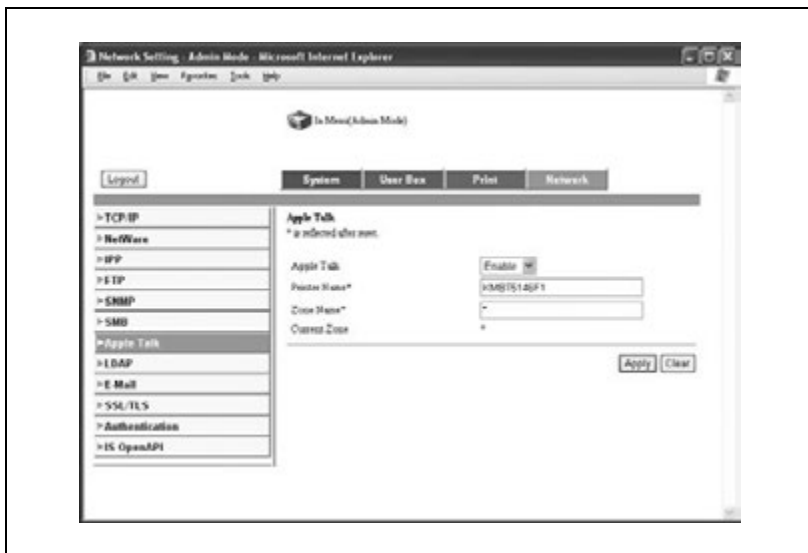 Network Setting - Admin Mode - Microsoft Internet Explorer
File Edit View Favorites Tools Help
In Menu(Admin Mode)
Logout
System User Box Print Network
TCP/IP
NetWare
IPP
FTP
SNMP
SMB
Apple Talk
LDAP
E-Mail
SSL/TLS
Authentication
IS OpenAPI
Apple Talk
* is reflected after reset.
Apple Talk Enable
Printer Name*
Zone Name* *
Current Zone *
Apply Clear